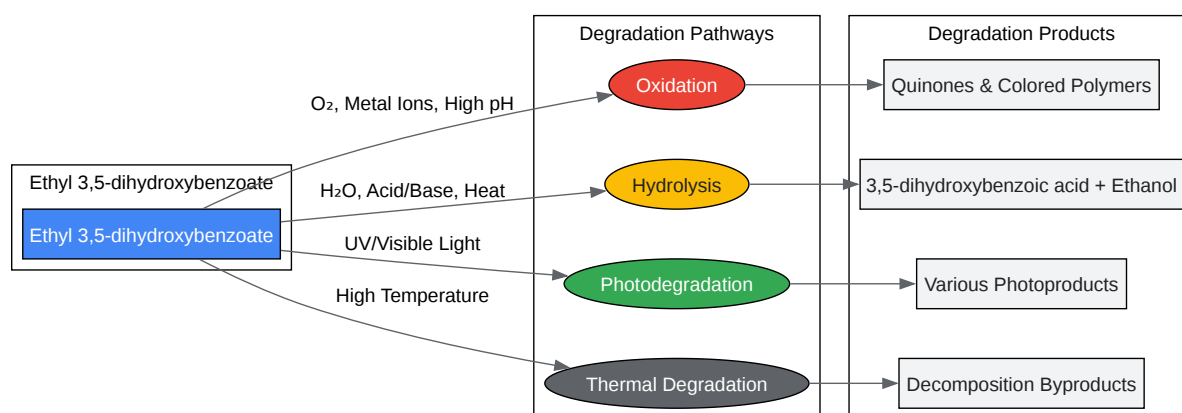 Degradation Pathways
Degradation Products
Oxidation
Quinones & Colored Polymers
O₂, Metal Ions, High pH
Ethyl 3,5-dihydroxybenzoate
H₂O, Acid/Base, Heat
Hydrolysis
3,5-dihydroxybenzoic acid + Ethanol
Ethyl 3,5-dihydroxybenzoate
UV/Visible Light
Photodegradation
Various Photoproducts
High Temperature
Thermal Degradation
Decomposition Byproducts